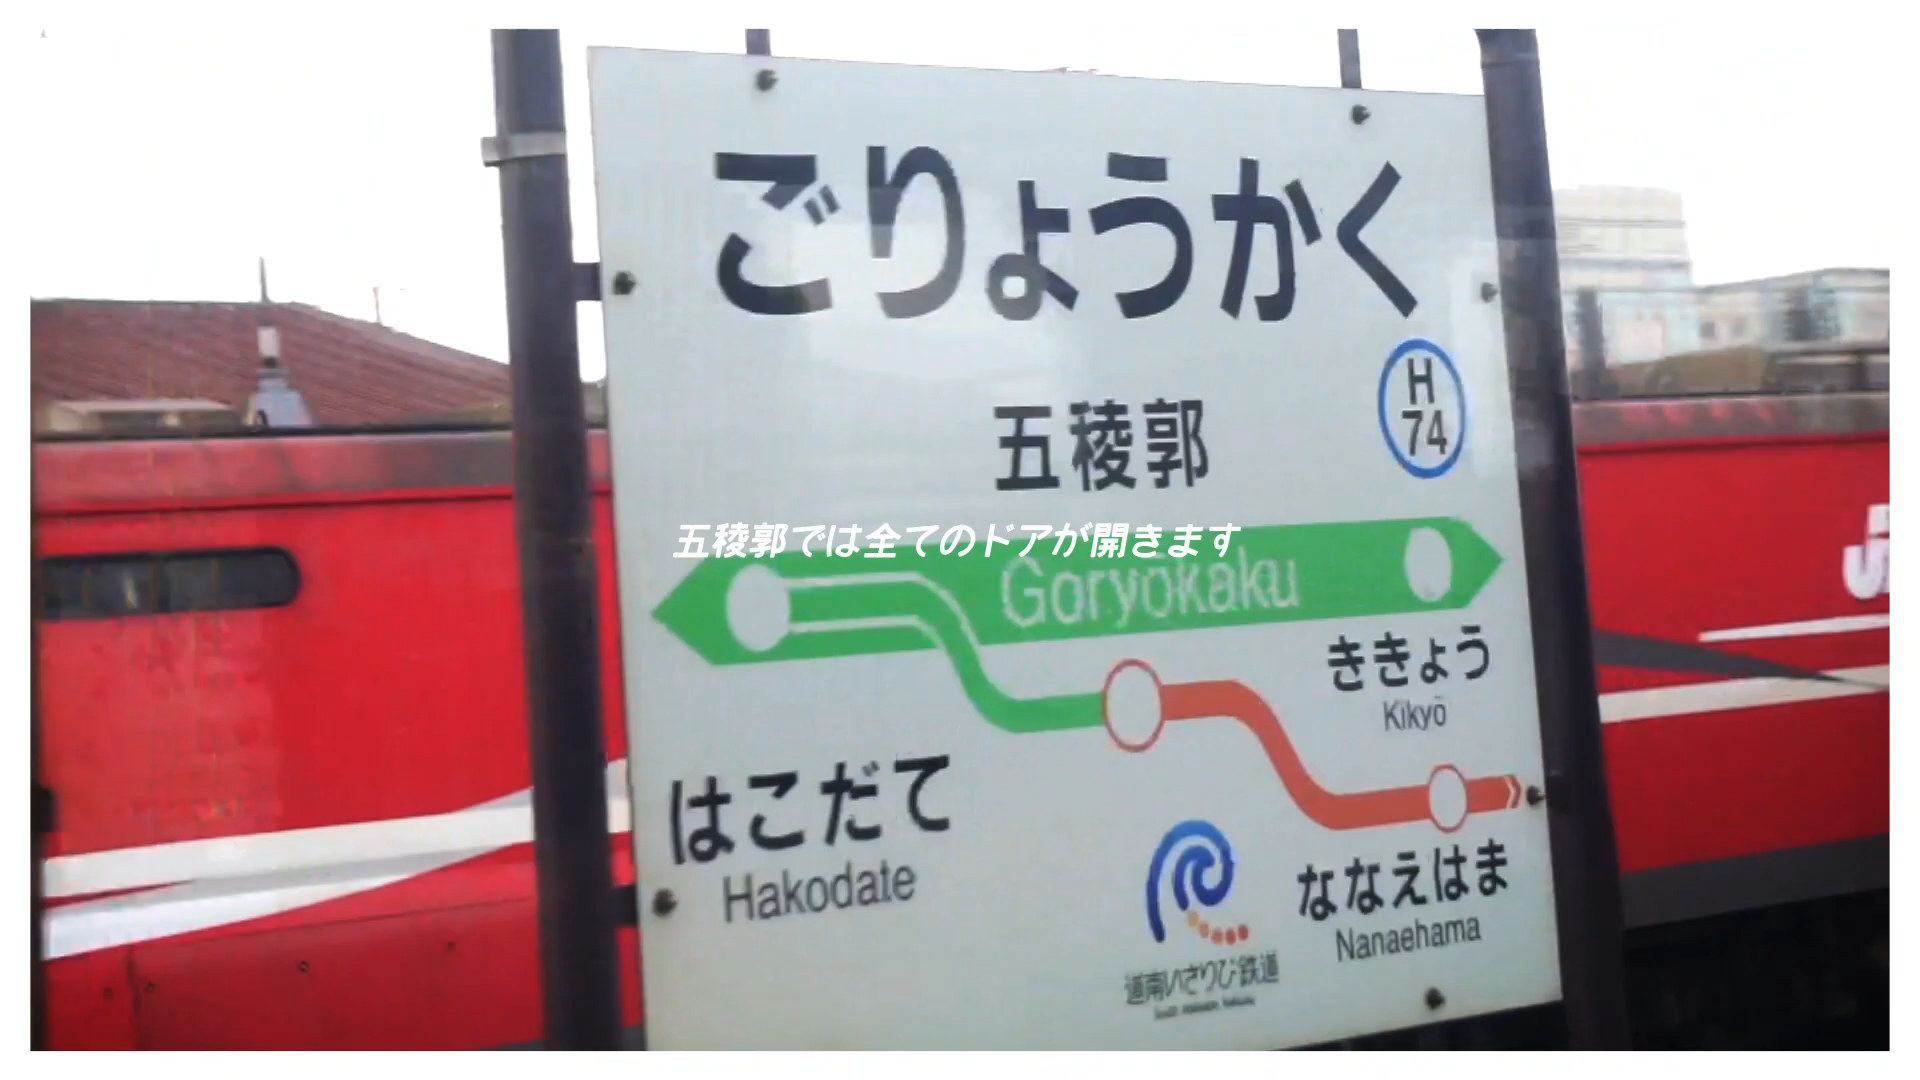 ごりょうかく
H
74
五稜郭
五稜郭では全てのドアが開きます
Goryokaku
ききょう
Kikyō
はこだて
Hakodate
ななえはま
Nanaehama
道南いさりび鉄道